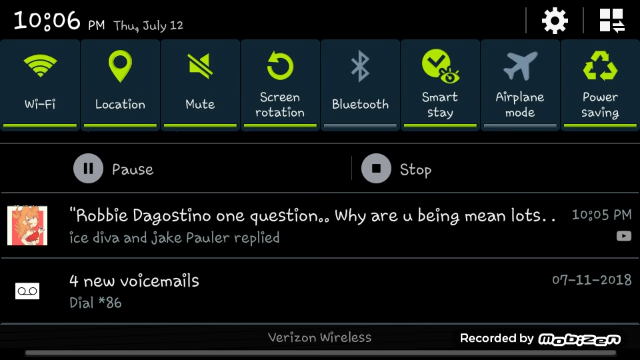 10:06 PM Thu, July 12
Wi-Fi
Location
Mute
Screen rotation
Bluetooth
Smart stay
Airplane mode
Power saving
Pause
Stop
"Robbie Dagostino one question.. Why are u being mean lots. . 10:05 PM
ice diva and jake Pauler replied
4 new voicemails 07-11-2018
Dial *86
Verizon Wireless
Recorded by Mobizen